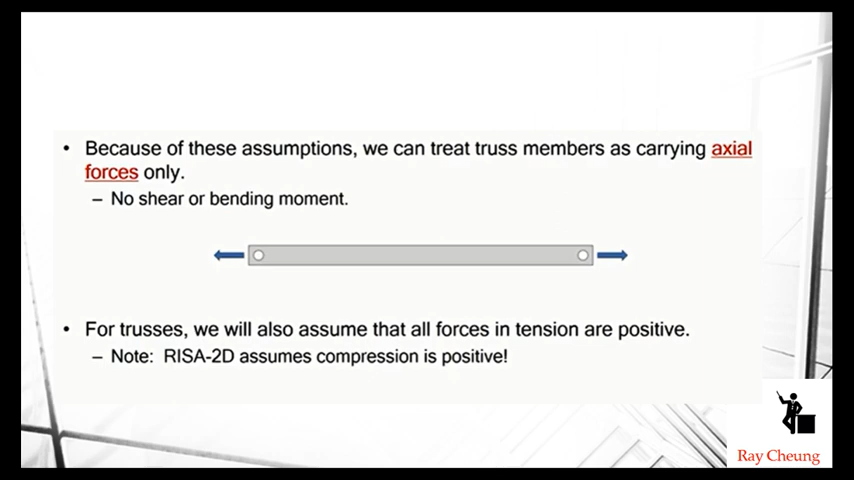 • Because of these assumptions, we can treat truss members as carrying axial
forces only.
– No shear or bending moment.
• For trusses, we will also assume that all forces in tension are positive.
– Note: RISA-2D assumes compression is positive!
Ray Cheung